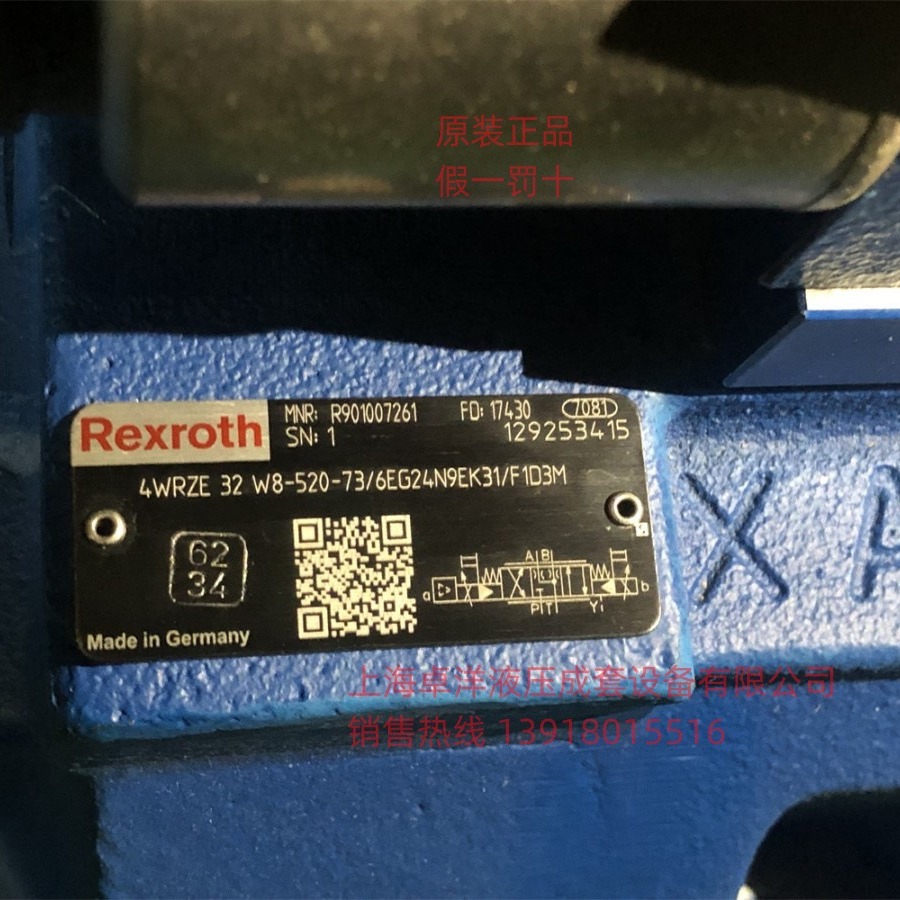 原装正品
假一罚十
Rexroth
MNR: R901007261 FD: 17430 7081
SN: 1 129253415
4WRZE 32 W8-520-73/6EG24N9EK31/F1D3M
62
34
A B
a b
P T Y i
Made in Germany
X A
上海卓洋液压成套设备有限公司
销售热线 13918015516